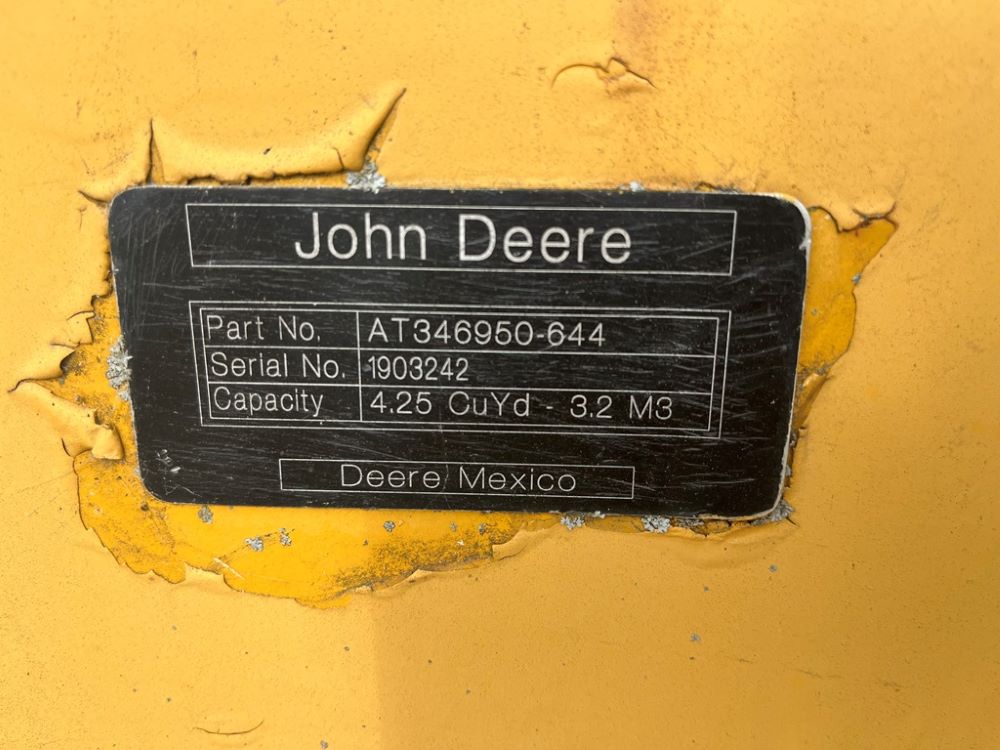 John Deere
Part No. AT346950-644
Serial No. 1903242
Capacity 4.25 CuYd - 3.2 M3
Deere Mexico